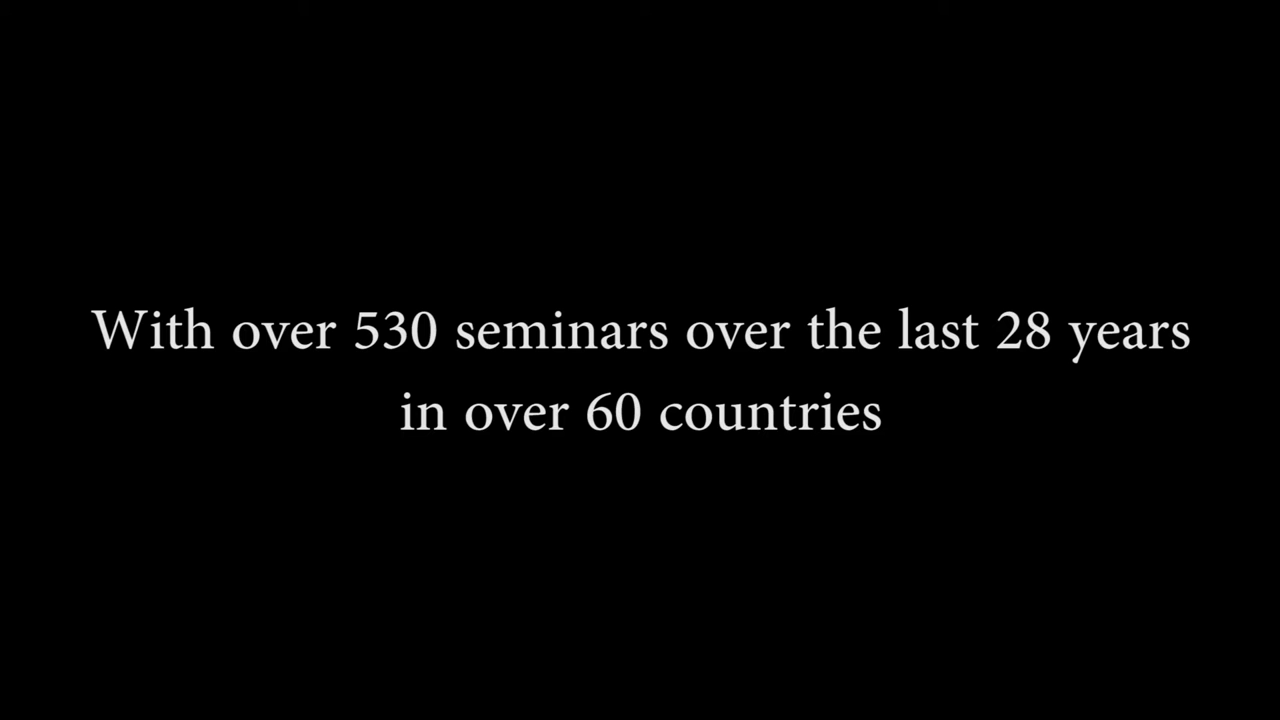 With over 530 seminars over the last 28 years
in over 60 countries